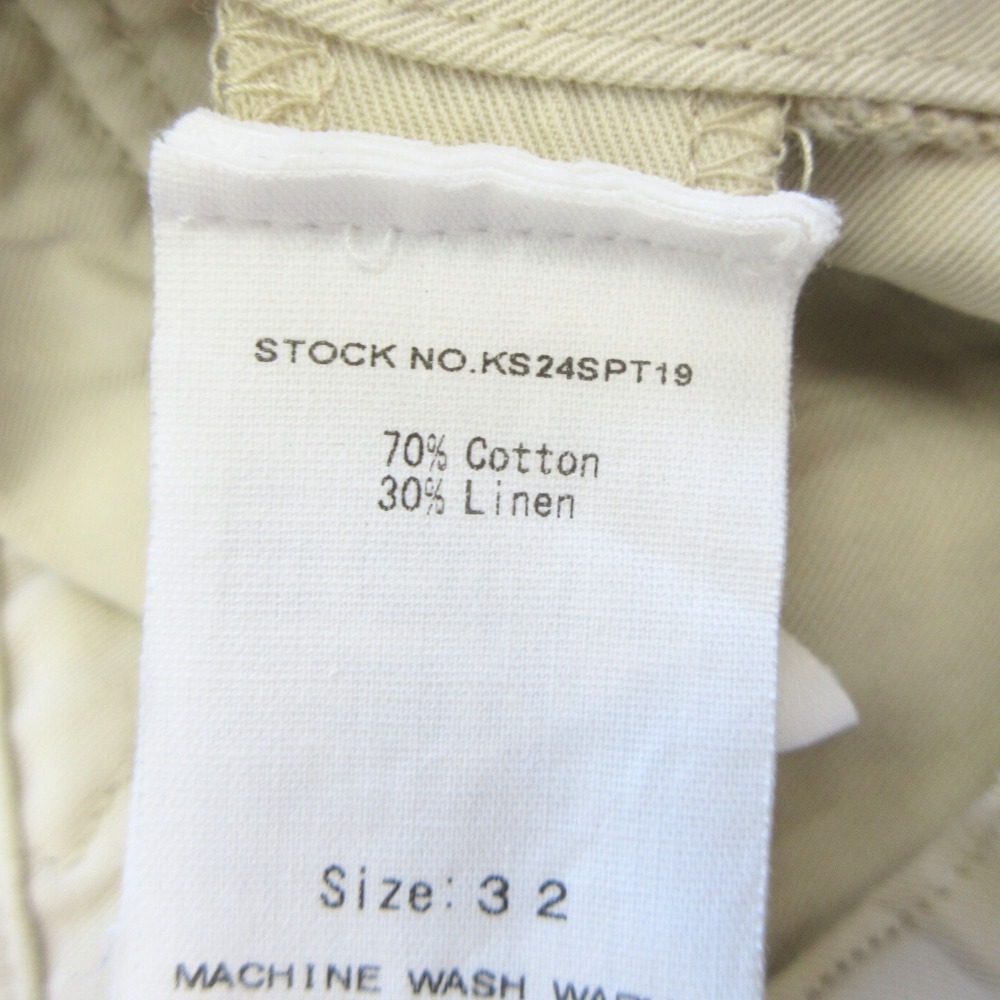 STOCK NO.KS24SPT19
70% Cotton
30% Linen
Size: 32
MACHINE WASH